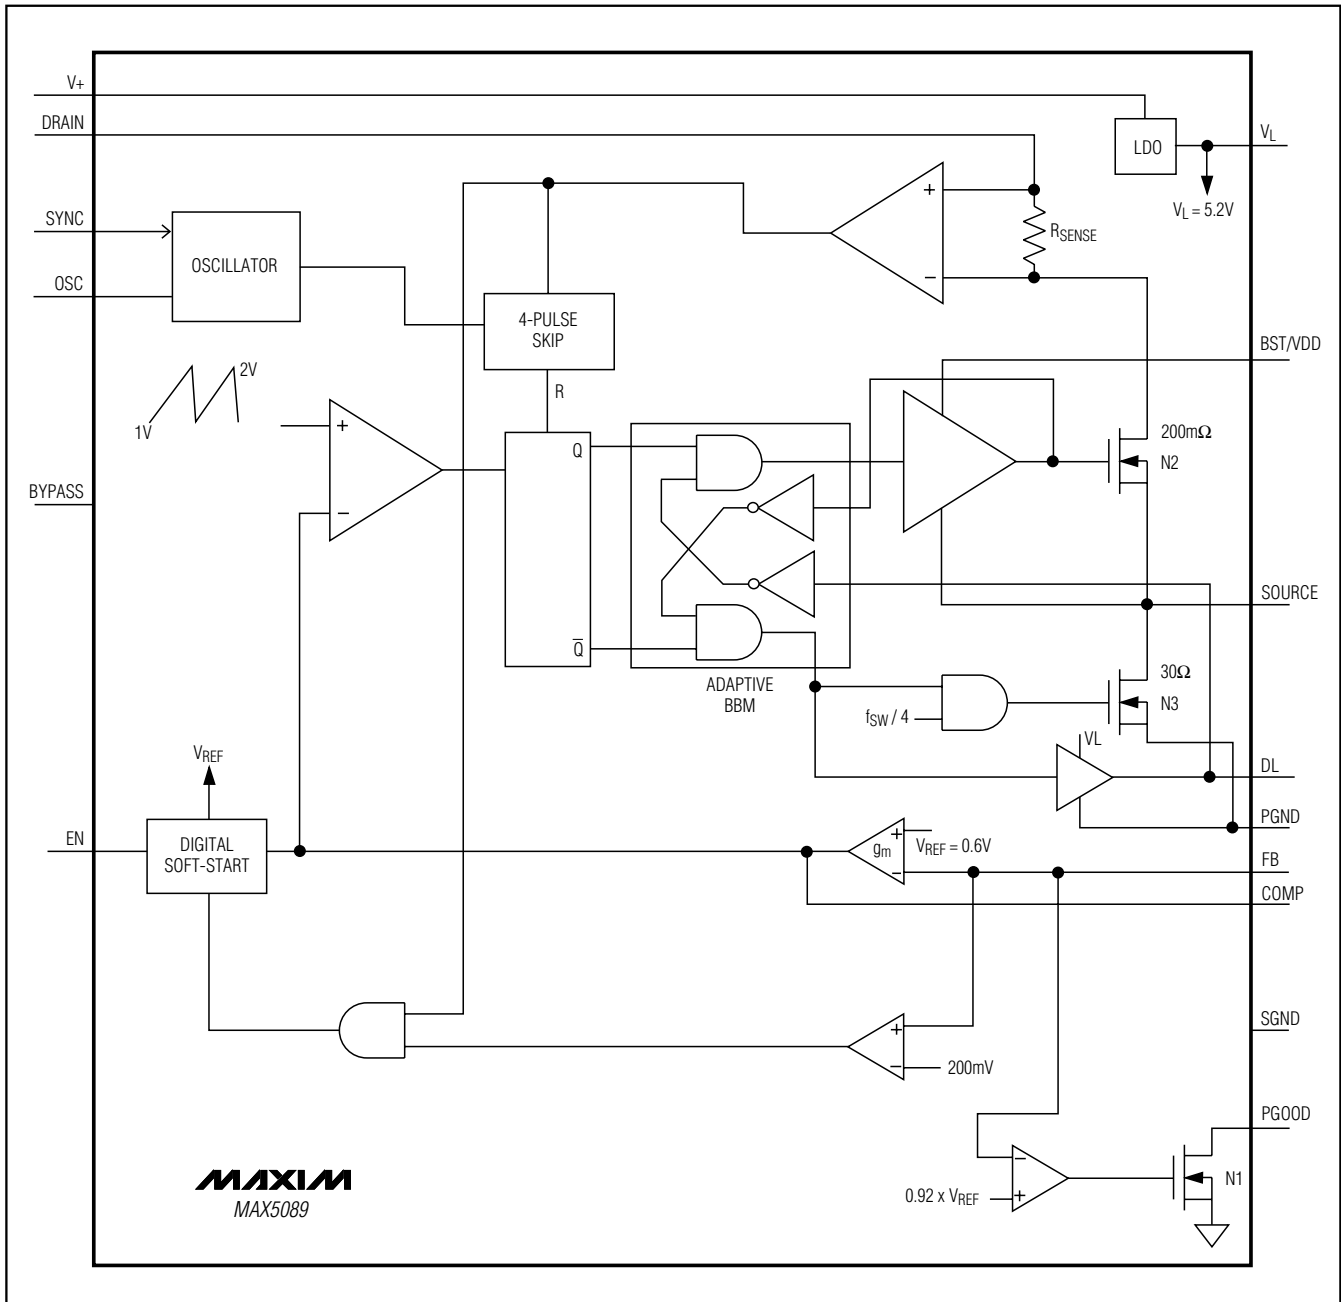 V+
DRAIN
LDO
VL
VL = 5.2V
SYNC
OSC
OSCILLATOR
+
−
RSENSE
4-PULSE
SKIP
R
BST/VDD
2V
1V
+
−
Q
Q̅
200mΩ
N2
BYPASS
SOURCE
ADAPTIVE
BBM
30Ω
N3
fSW / 4
VL
DL
VREF
PGND
EN
DIGITAL
SOFT-START
gm
+
−
VREF = 0.6V
FB
COMP
+
−
200mV
SGND
PGOOD
−
+
0.92 x VREF
N1
MAXIM
MAX5089